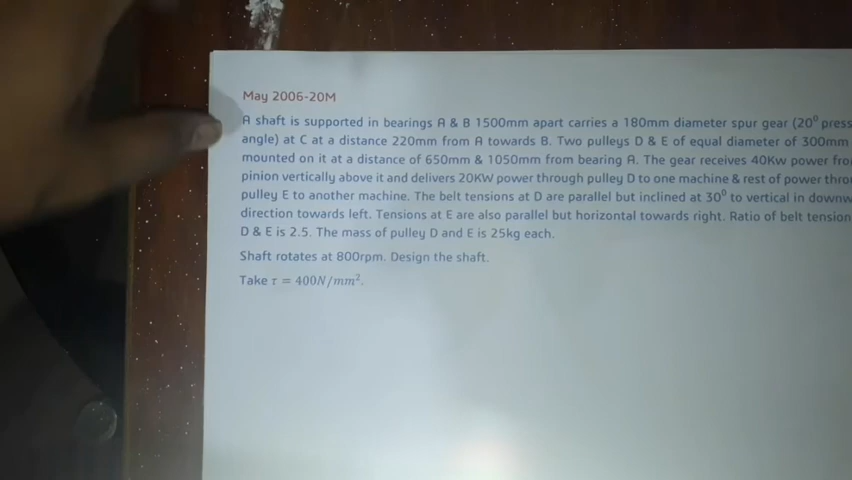 May 2006-20M
A shaft is supported in bearings A & B 1500mm apart carries a 180mm diameter spur gear (20⁰ press
angle) at C at a distance 220mm from A towards B. Two pulleys D & E of equal diameter of 300mm
mounted on it at a distance of 650mm & 1050mm from bearing A. The gear receives 40Kw power fro
pinion vertically above it and delivers 20KW power through pulley D to one machine & rest of power thro
pulley E to another machine. The belt tensions at D are parallel but inclined at 30⁰ to vertical in downw
direction towards left. Tensions at E are also parallel but horizontal towards right. Ratio of belt tension
D & E is 2.5. The mass of pulley D and E is 25kg each.
Shaft rotates at 800rpm. Design the shaft.
Take τ = 400N/mm².